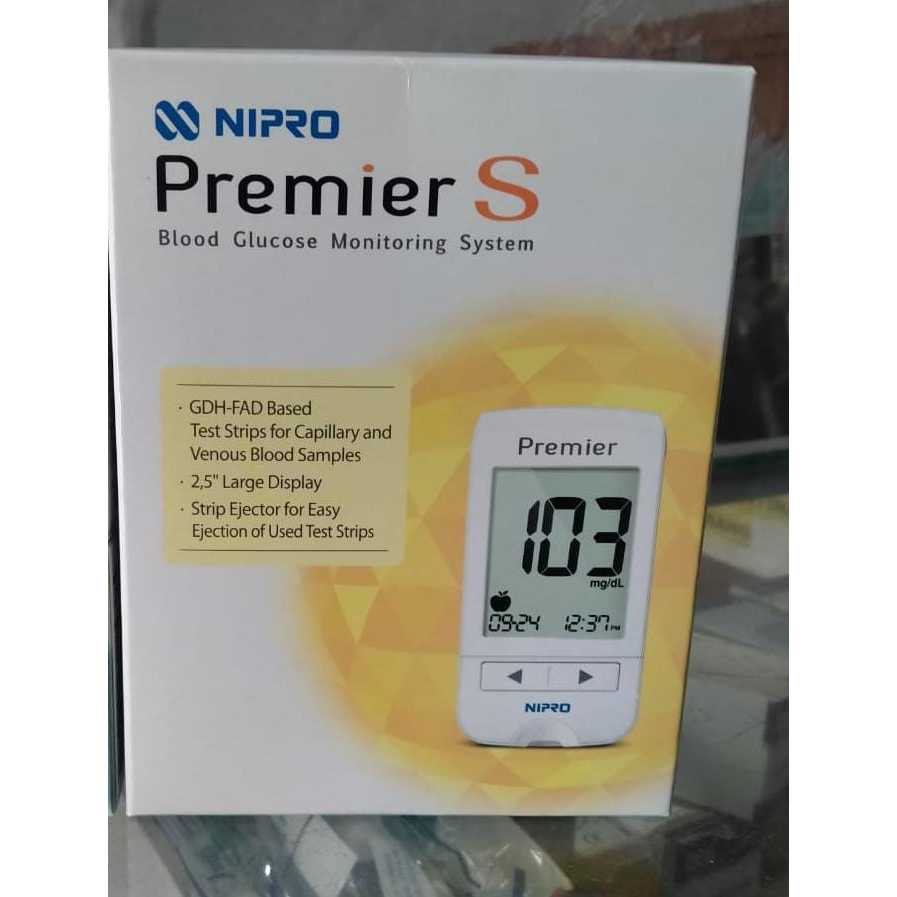 NIPRO
Premier S
Blood Glucose Monitoring System
· GDH-FAD Based
Test Strips for Capillary and
Venous Blood Samples
· 2,5" Large Display
· Strip Ejector for Easy
Ejection of Used Test Strips
Premier
103
mg/dL
09-24 12:37 PM
NIPRO